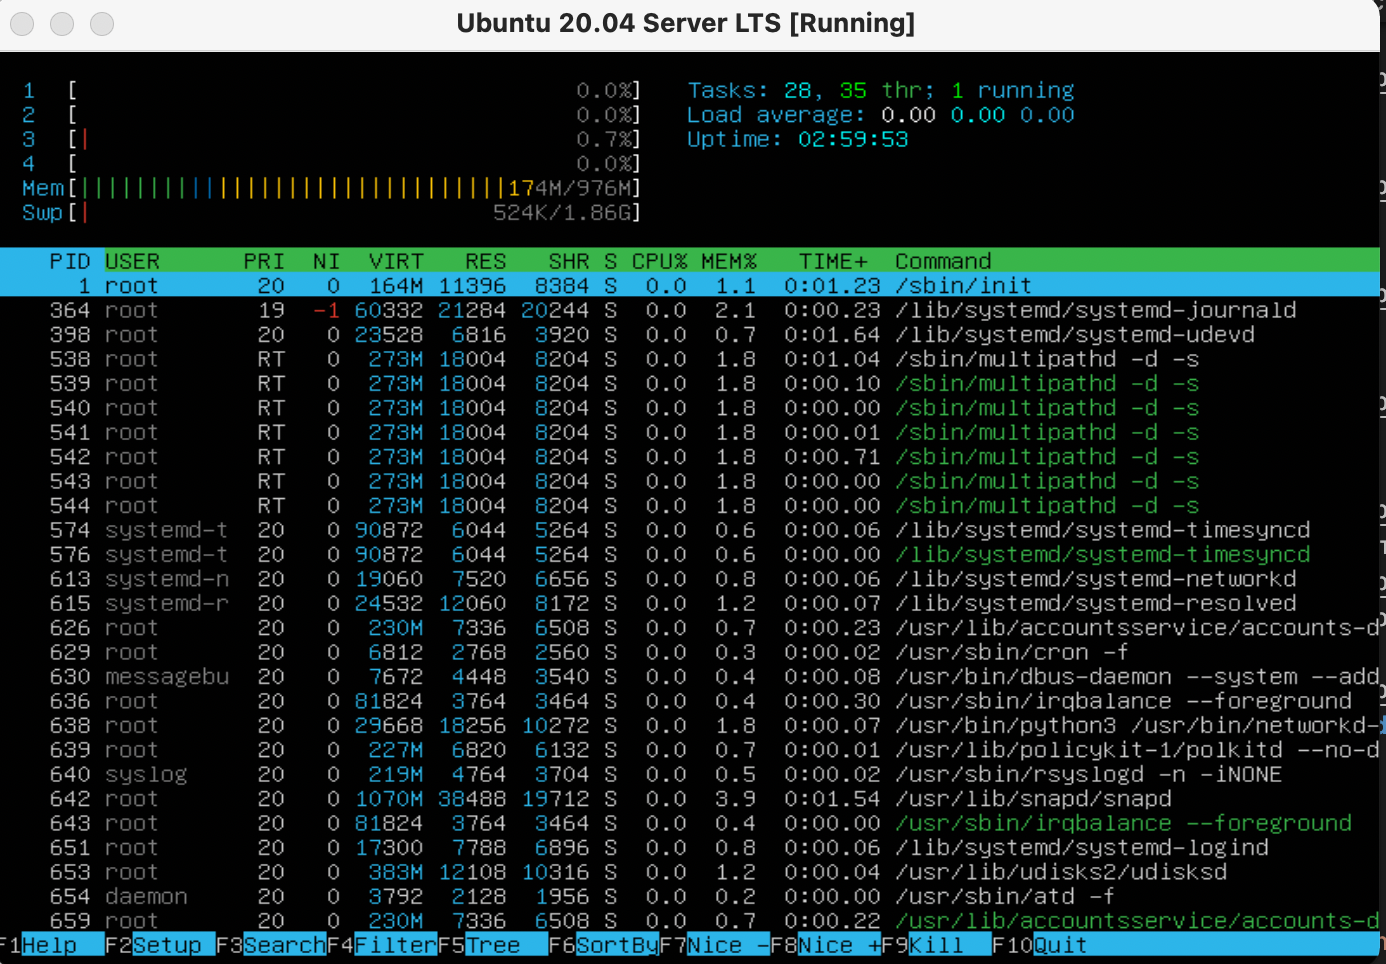 Ubuntu 20.04 Server LTS [Running]
1 [ 0.0%] Tasks: 28, 35 thr; 1 running
2 [ 0.0%] Load average: 0.00 0.00 0.00
3 [| 0.7%] Uptime: 02:59:53
4 [ 0.0%]
Mem[|||||||||||||||||||||||||||||||174M/976M]
Swp[| 524K/1.86G]
PID USER PRI NI VIRT RES SHR S CPU% MEM% TIME+ Command
1 root 20 0 164M 11396 8384 S 0.0 1.1 0:01.23 /sbin/init
364 root 19 -1 60332 21284 20244 S 0.0 2.1 0:00.23 /lib/systemd/systemd-journald
398 root 20 0 23528 6816 3920 S 0.0 0.7 0:01.64 /lib/systemd/systemd-udevd
538 root RT 0 273M 18004 8204 S 0.0 1.8 0:01.04 /sbin/multipathd -d -s
539 root RT 0 273M 18004 8204 S 0.0 1.8 0:00.10 /sbin/multipathd -d -s
540 root RT 0 273M 18004 8204 S 0.0 1.8 0:00.00 /sbin/multipathd -d -s
541 root RT 0 273M 18004 8204 S 0.0 1.8 0:00.01 /sbin/multipathd -d -s
542 root RT 0 273M 18004 8204 S 0.0 1.8 0:00.71 /sbin/multipathd -d -s
543 root RT 0 273M 18004 8204 S 0.0 1.8 0:00.00 /sbin/multipathd -d -s
544 root RT 0 273M 18004 8204 S 0.0 1.8 0:00.00 /sbin/multipathd -d -s
574 systemd-t 20 0 90872 6044 5264 S 0.0 0.6 0:00.06 /lib/systemd/systemd-timesyncd
576 systemd-t 20 0 90872 6044 5264 S 0.0 0.6 0:00.00 /lib/systemd/systemd-timesyncd
613 systemd-n 20 0 19060 7520 6656 S 0.0 0.8 0:00.06 /lib/systemd/systemd-networkd
615 systemd-r 20 0 24532 12060 8172 S 0.0 1.2 0:00.07 /lib/systemd/systemd-resolved
626 root 20 0 230M 7336 6508 S 0.0 0.7 0:00.23 /usr/lib/accountsservice/accounts-d
629 root 20 0 6812 2768 2560 S 0.0 0.3 0:00.02 /usr/sbin/cron -f
630 messagebu 20 0 7672 4448 3540 S 0.0 0.4 0:00.08 /usr/bin/dbus-daemon --system --add
636 root 20 0 81824 3764 3464 S 0.0 0.4 0:00.30 /usr/sbin/irqbalance --foreground
638 root 20 0 29668 18256 10272 S 0.0 1.8 0:00.07 /usr/bin/python3 /usr/bin/networkd-
639 root 20 0 227M 6820 6132 S 0.0 0.7 0:00.01 /usr/lib/policykit-1/polkitd --no-d
640 syslog 20 0 219M 4764 3704 S 0.0 0.5 0:00.02 /usr/sbin/rsyslogd -n -iNONE
642 root 20 0 1070M 38488 19712 S 0.0 3.9 0:01.54 /usr/lib/snapd/snapd
643 root 20 0 81824 3764 3464 S 0.0 0.4 0:00.00 /usr/sbin/irqbalance --foreground
651 root 20 0 17300 7788 6896 S 0.0 0.8 0:00.06 /lib/systemd/systemd-logind
653 root 20 0 383M 12108 10316 S 0.0 1.2 0:00.04 /usr/lib/udisks2/udisksd
654 daemon 20 0 3792 2128 1956 S 0.0 0.2 0:00.00 /usr/sbin/atd -f
659 root 20 0 230M 7336 6508 S 0.0 0.7 0:00.22 /usr/lib/accountsservice/accounts-d
F1Help F2Setup F3SearchF4FilterF5Tree F6SortByF7Nice -F8Nice +F9Kill F10Quit